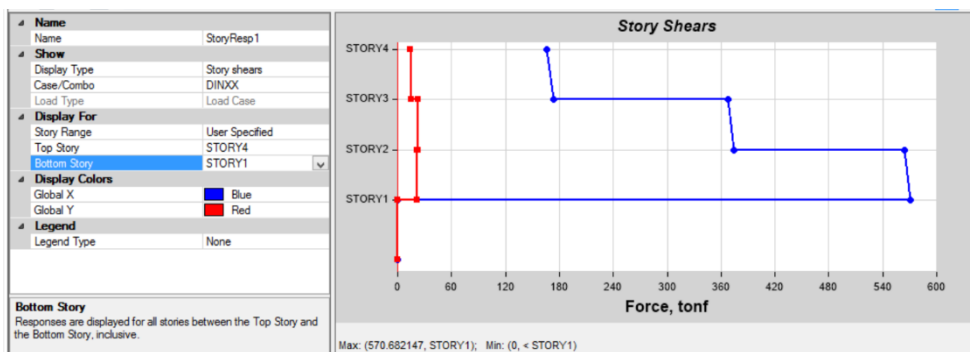 Name
Name StoryResp1
Show
Display Type Story shears
Case/Combo DINXX
Load Type Load Case
Display For
Story Range User Specified
Top Story STORY4
Bottom Story STORY1
Display Colors
Global X Blue
Global Y Red
Legend
Legend Type None
Bottom Story
Responses are displayed for all stories between the Top Story and
the Bottom Story, inclusive.
Story Shears
STORY4
STORY3
STORY2
STORY1
0 60 120 180 240 300 360 420 480 540 600
Force, tonf
Max: (570.682147, STORY1); Min: (0, < STORY1)